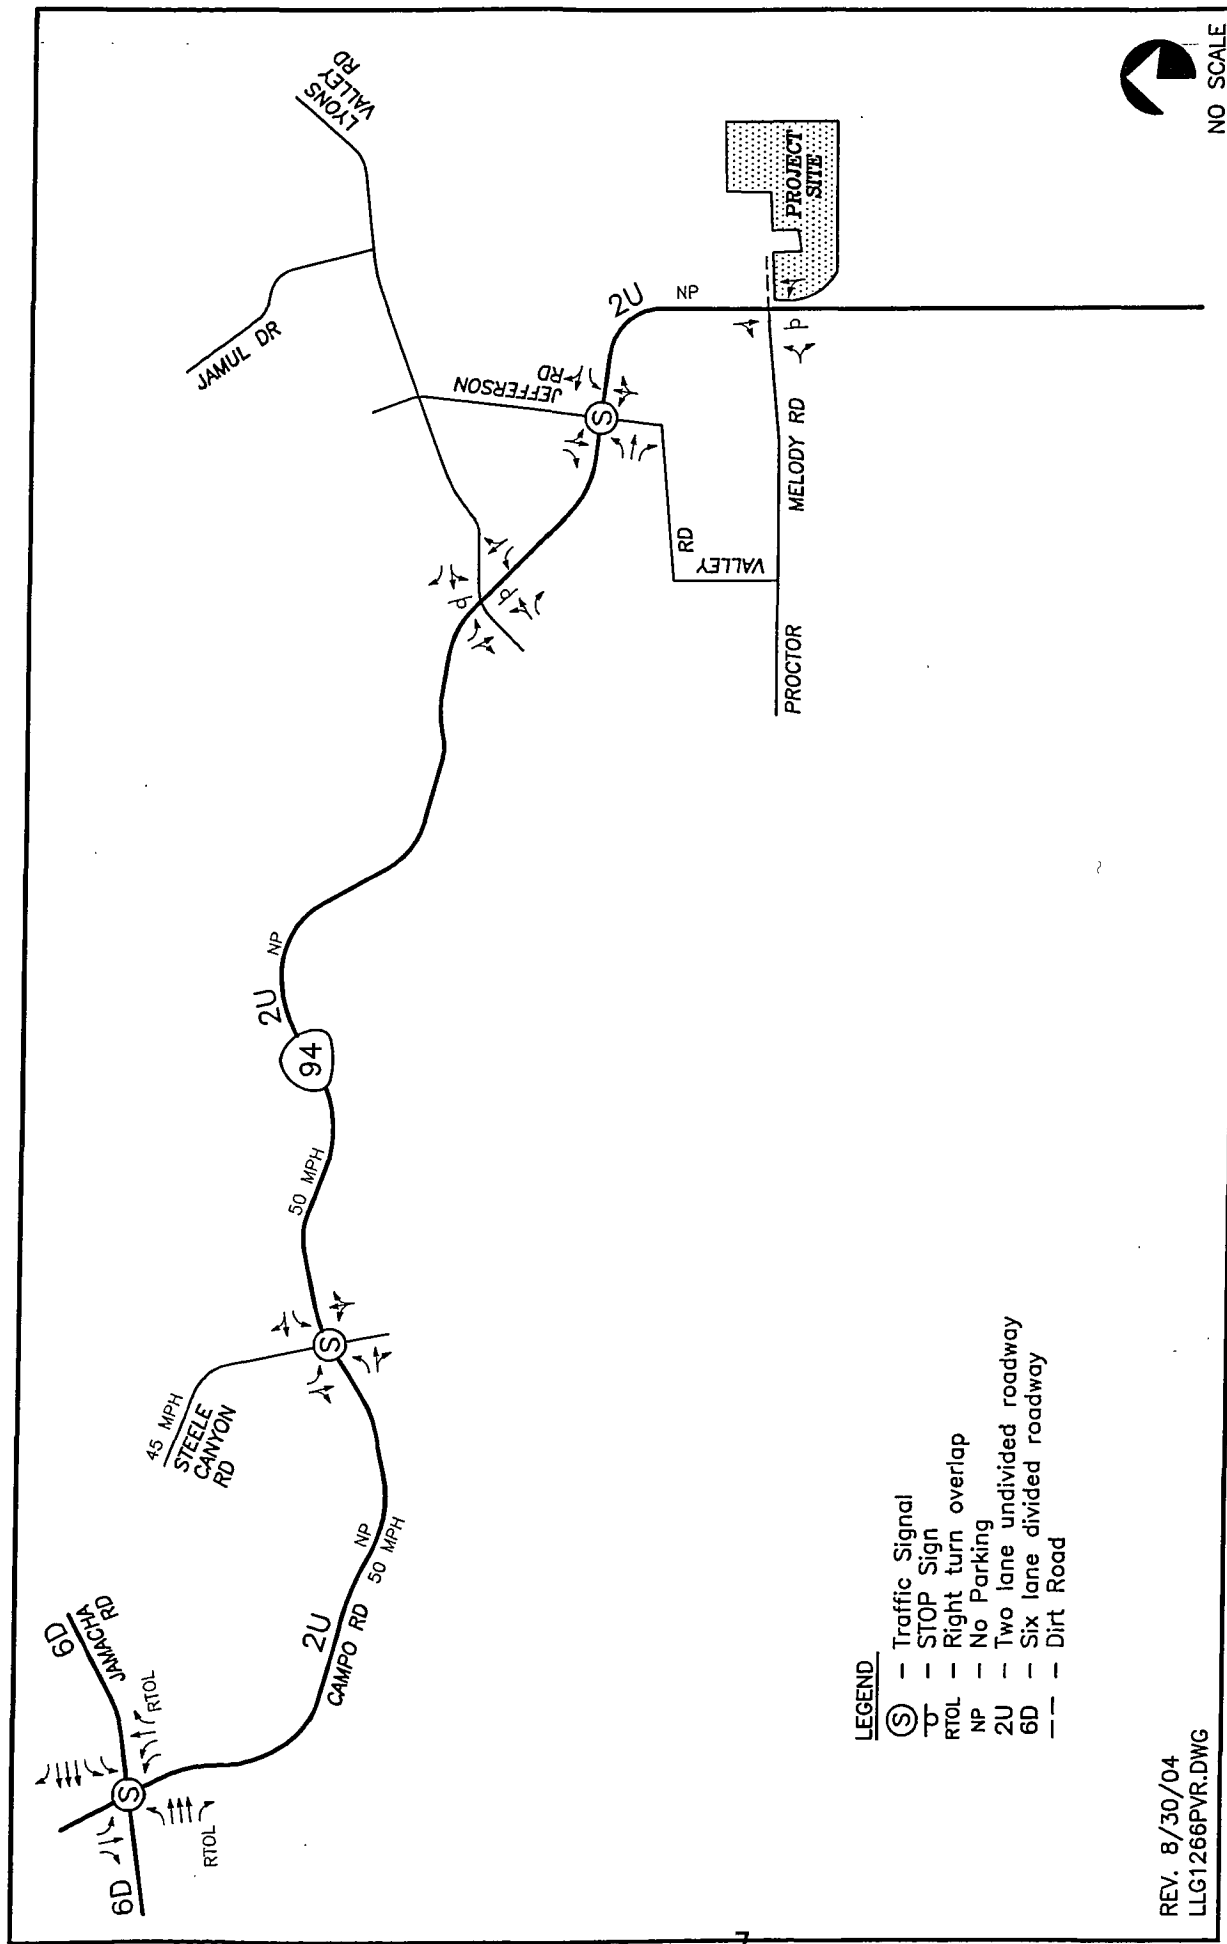 6D
JAMACHA
RD
RTOL
S
6D
RTOL
2U
CAMPO RD
NP
50 MPH
45 MPH
STEELE
CANYON
RD
S
50 MPH
94
2U
NP
LYONS
VALLEY
RD
JAMUL DR
JEFFERSON
RD
S
2U
NP
VALLEY
RD
PROCTOR
MELODY RD
PROJECT
SITE
NO SCALE
LEGEND
S – Traffic Signal
– STOP Sign
RTOL – Right turn overlap
NP – No Parking
2U – Two lane undivided roadway
6D – Six lane divided roadway
–– – Dirt Road
REV. 8/30/04
LLG1266PVR.DWG
7